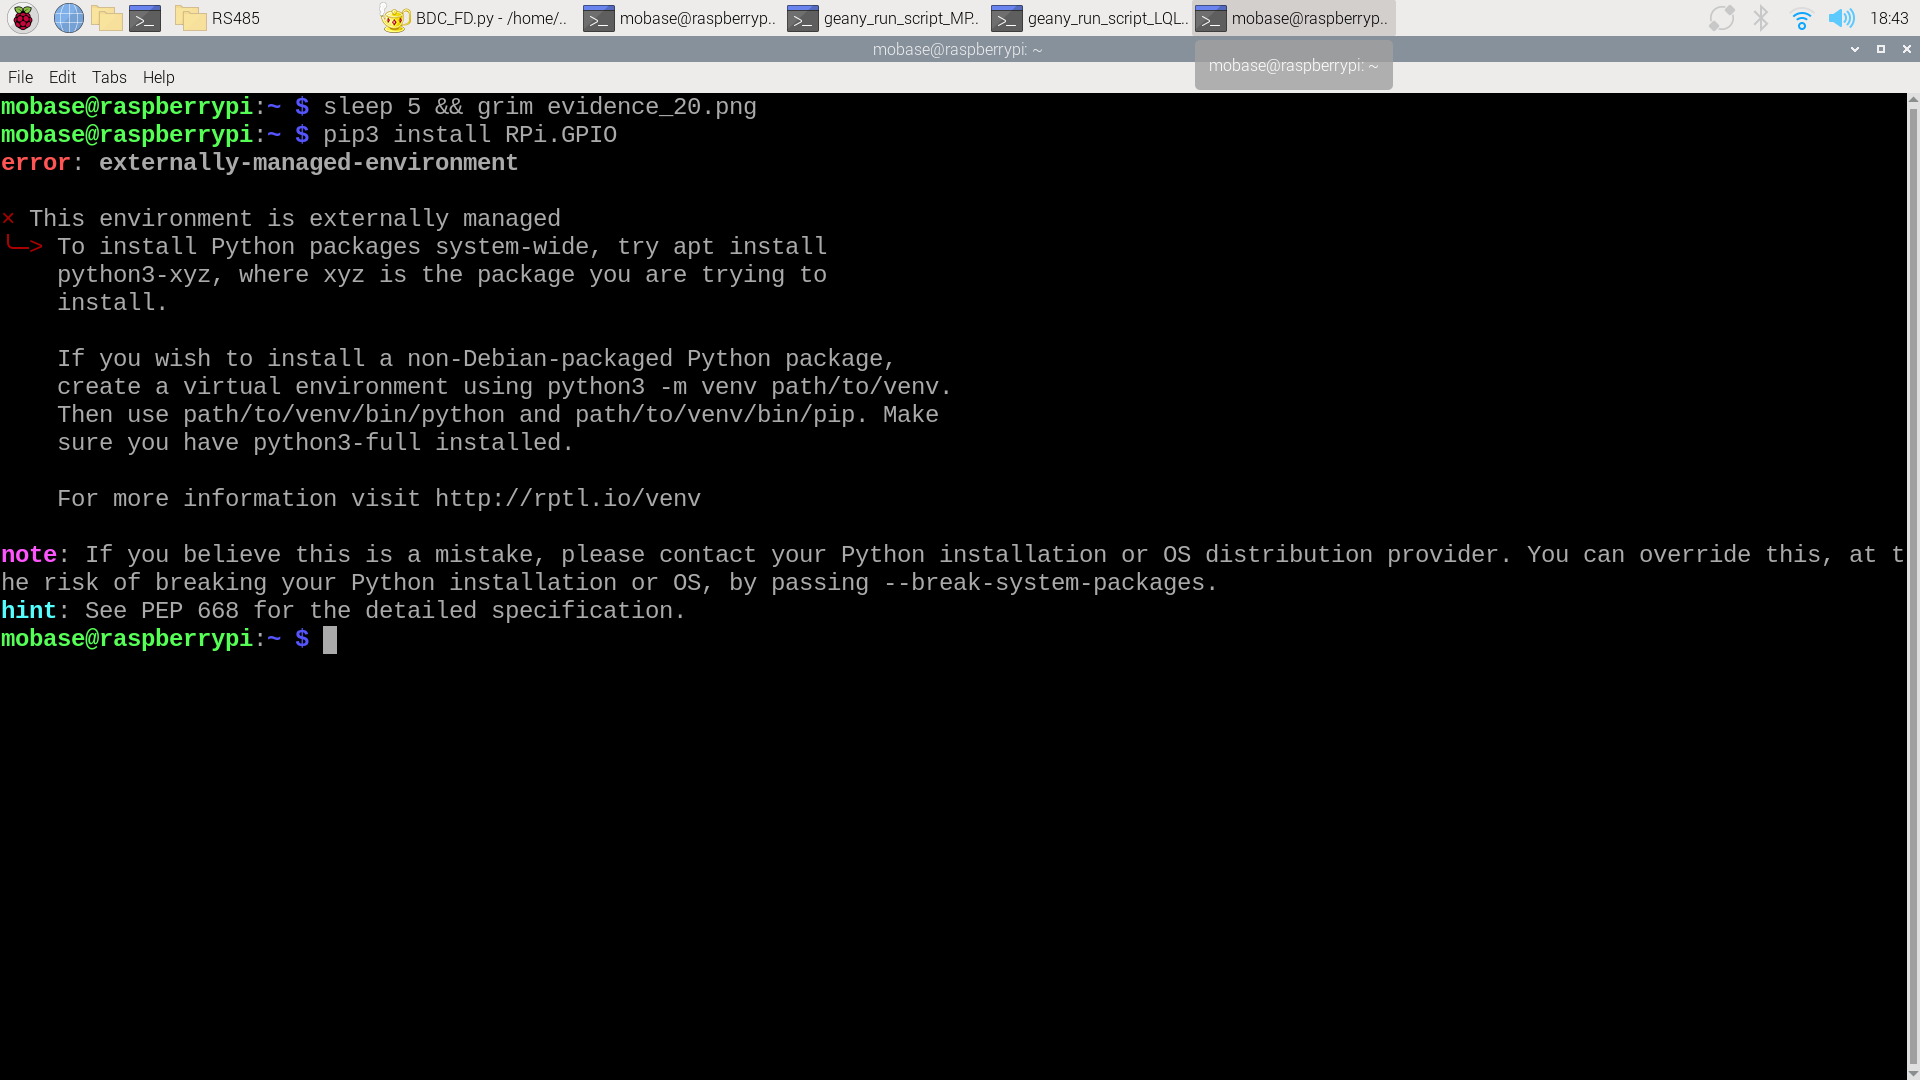 RS485
BDC_FD.py - /home/..
mobase@raspberryp..
geany_run_script_MP..
geany_run_script_LQL..
mobase@raspberryp..
18:43
mobase@raspberrypi: ~
mobase@raspberrypi: ~
File Edit Tabs Help
mobase@raspberrypi:~ $ sleep 5 && grim evidence_20.png
mobase@raspberrypi:~ $ pip3 install RPi.GPIO
error: externally-managed-environment
× This environment is externally managed
╰─> To install Python packages system-wide, try apt install
python3-xyz, where xyz is the package you are trying to
install.
If you wish to install a non-Debian-packaged Python package,
create a virtual environment using python3 -m venv path/to/venv.
Then use path/to/venv/bin/python and path/to/venv/bin/pip. Make
sure you have python3-full installed.
For more information visit http://rptl.io/venv
note: If you believe this is a mistake, please contact your Python installation or OS distribution provider. You can override this, at t
he risk of breaking your Python installation or OS, by passing --break-system-packages.
hint: See PEP 668 for the detailed specification.
mobase@raspberrypi:~ $